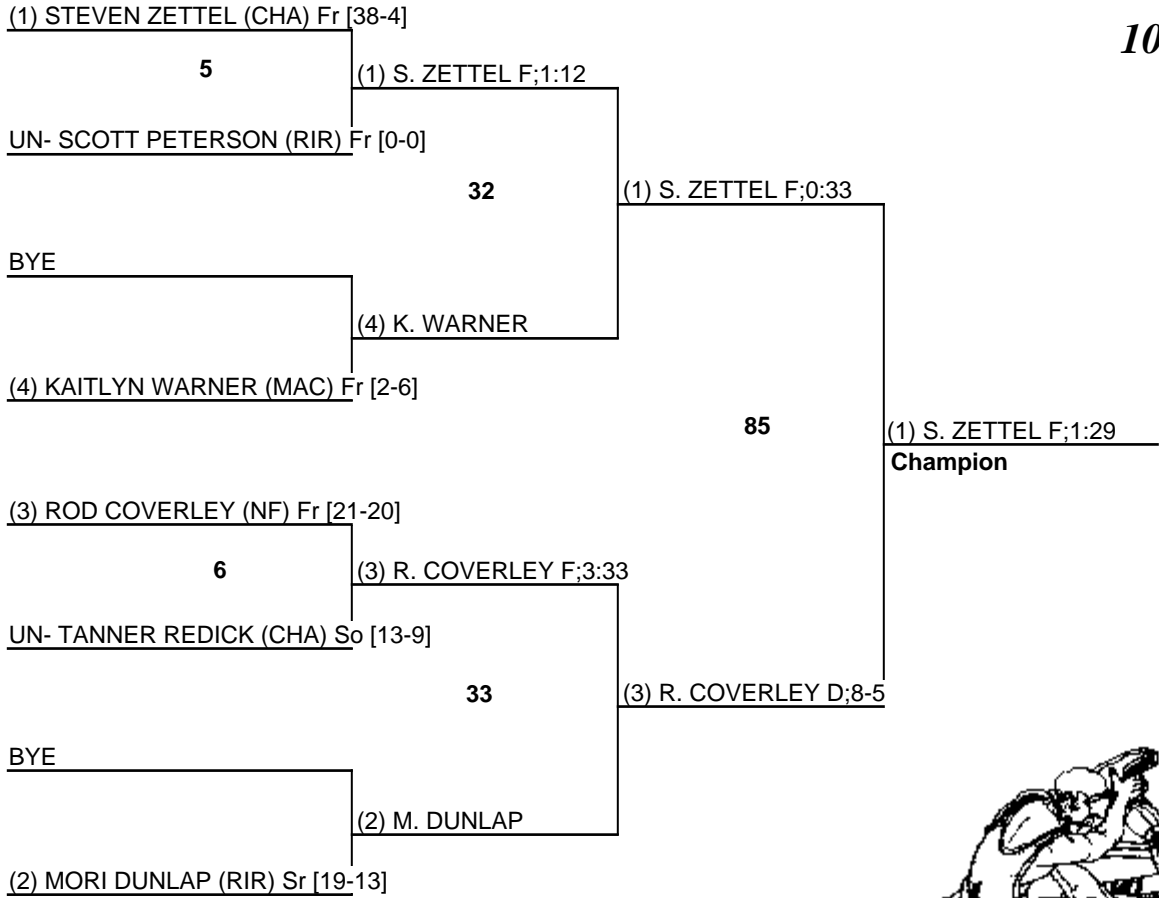 (1) STEVEN ZETTEL (CHA) Fr [38-4]
10
5
(1) S. ZETTEL F;1:12
UN- SCOTT PETERSON (RIR) Fr [0-0]
32
(1) S. ZETTEL F;0:33
BYE
(4) K. WARNER
(4) KAITLYN WARNER (MAC) Fr [2-6]
85
(1) S. ZETTEL F;1:29
Champion
(3) ROD COVERLEY (NF) Fr [21-20]
6
(3) R. COVERLEY F;3:33
UN- TANNER REDICK (CHA) So [13-9]
33
(3) R. COVERLEY D;8-5
BYE
(2) M. DUNLAP
(2) MORI DUNLAP (RIR) Sr [19-13]